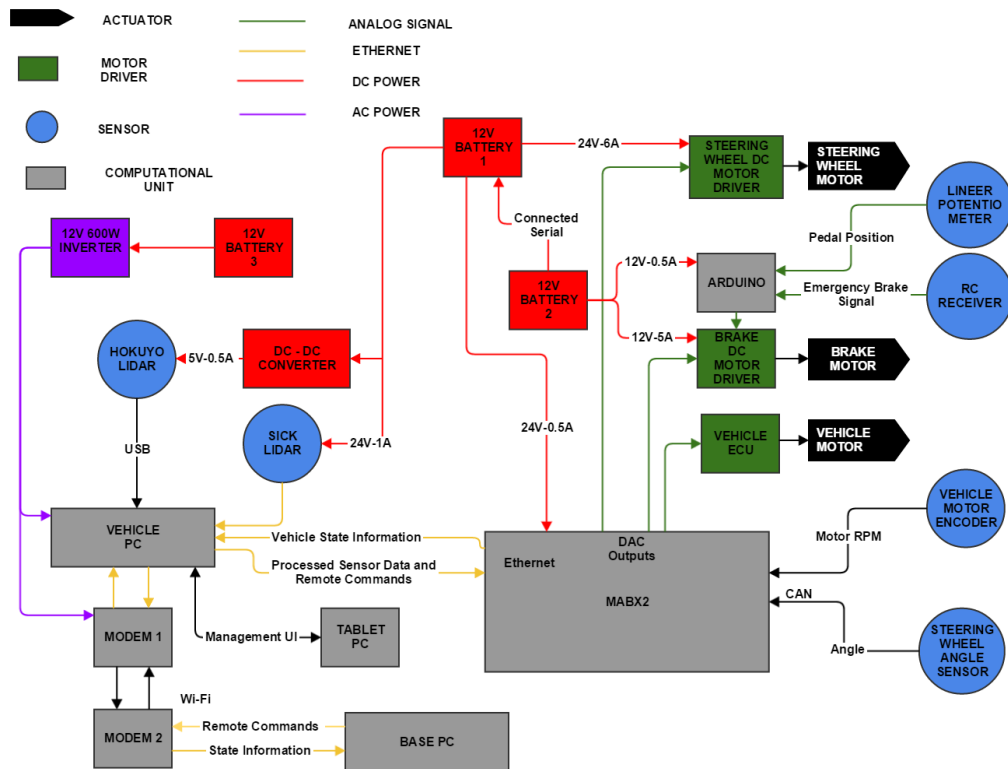 ACTUATOR
MOTOR
DRIVER
SENSOR
COMPUTATIONAL
UNIT
ANALOG SIGNAL
ETHERNET
DC POWER
AC POWER
12V
BATTERY
1
24V-6A
STEERING
WHEEL DC
MOTOR
DRIVER
STEERING
WHEEL
MOTOR
LINEER
POTENTIO
METER
Connected
Serial
Pedal Position
12V 600W
INVERTER
12V
BATTERY
3
12V
BATTERY
2
12V-0.5A
ARDUINO
Emergency Brake
Signal
RC
RECEIVER
12V-5A
BRAKE
DC
MOTOR
DRIVER
BRAKE
MOTOR
HOKUYO
LIDAR
5V-0.5A
DC - DC
CONVERTER
SICK
LIDAR
24V-1A
24V-0.5A
VEHICLE
ECU
VEHICLE
MOTOR
USB
VEHICLE
PC
Vehicle State Information
Processed Sensor Data and
Remote Commands
Ethernet
DAC
Outputs
MABX2
Motor RPM
VEHICLE
MOTOR
ENCODER
CAN
Angle
STEERING
WHEEL
ANGLE
SENSOR
MODEM 1
Management UI
TABLET
PC
Wi-Fi
MODEM 2
Remote Commands
State Information
BASE PC